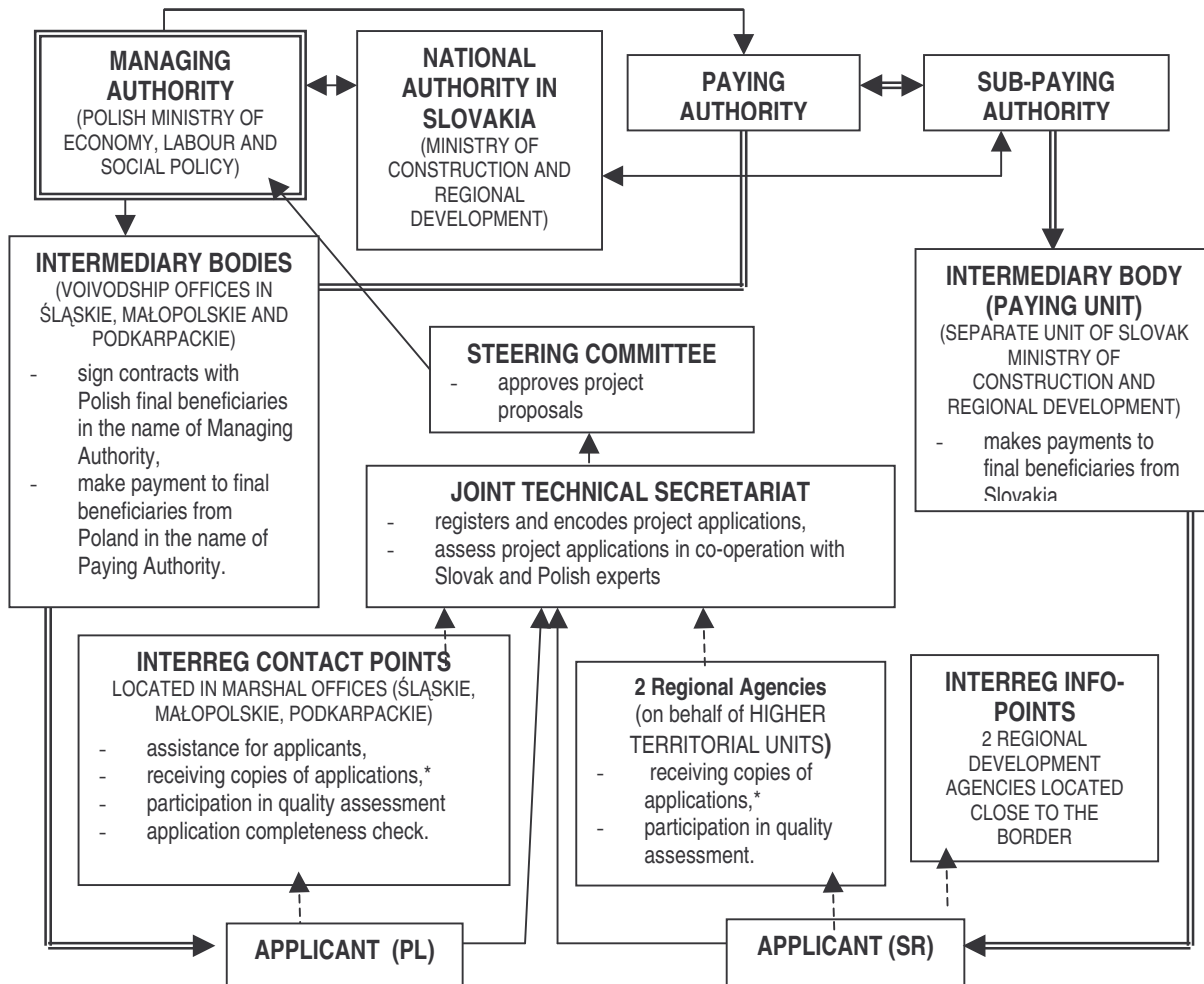 MANAGING
AUTHORITY
(POLISH MINISTRY OF
ECONOMY, LABOUR AND
SOCIAL POLICY)
NATIONAL
AUTHORITY IN
SLOVAKIA
(MINISTRY OF
CONSTRUCTION AND
REGIONAL
DEVELOPMENT)
PAYING
AUTHORITY
SUB-PAYING
AUTHORITY
INTERMEDIARY BODIES
(VOIVODSHIP OFFICES IN
ŚLĄSKIE, MAŁOPOLSKIE AND
PODKARPACKIE)
- sign contracts with
Polish final beneficiaries
in the name of Managing
Authority,
- make payment to final
beneficiaries from
Poland in the name of
Paying Authority.
STEERING COMMITTEE
- approves project
proposals
INTERMEDIARY BODY
(PAYING UNIT)
(SEPARATE UNIT OF SLOVAK
MINISTRY OF
CONSTRUCTION AND
REGIONAL DEVELOPMENT)
- makes payments to
final beneficiaries from
Slovakia
JOINT TECHNICAL SECRETARIAT
- registers and encodes project applications,
- assess project applications in co-operation with
Slovak and Polish experts
INTERREG CONTACT POINTS
LOCATED IN MARSHAL OFFICES (ŚLĄSKIE,
MAŁOPOLSKIE, PODKARPACKIE)
- assistance for applicants,
- receiving copies of applications,*
- participation in quality assessment
- application completeness check.
2 Regional Agencies
(on behalf of HIGHER
TERRITORIAL UNITS)
- receiving copies of
applications,*
- participation in quality
assessment.
INTERREG INFO-
POINTS
2 REGIONAL
DEVELOPMENT
AGENCIES LOCATED
CLOSE TO THE
BORDER
APPLICANT (PL)
APPLICANT (SR)